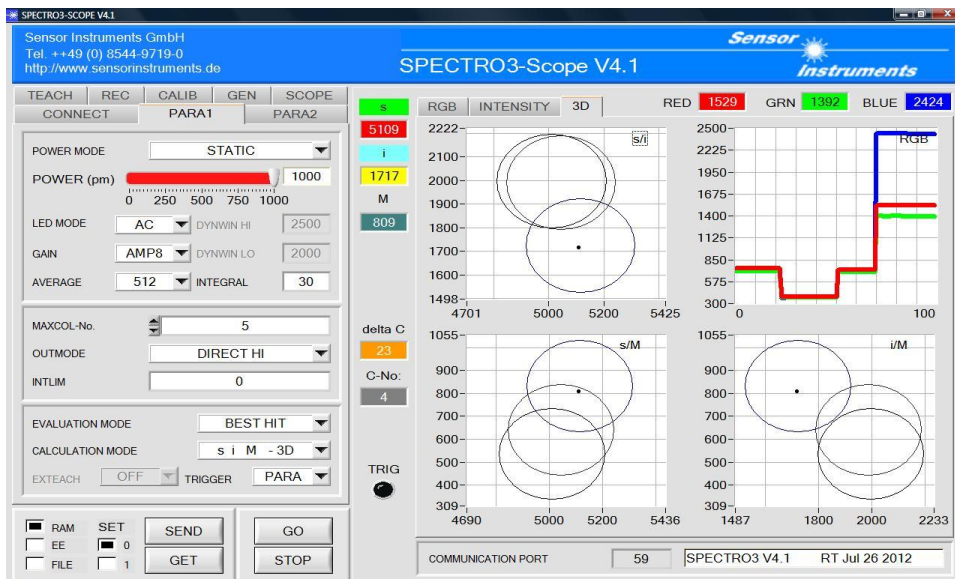 SPECTRO3-SCOPE V4.1
Sensor Instruments GmbH
Tel. ++49 (0) 8544-9719-0
http://www.sensorinstruments.de
SPECTRO3-Scope V4.1
Sensor
Instruments
TEACH REC CALIB GEN SCOPE
CONNECT PARA1 PARA2
POWER MODE STATIC
POWER (pm) 1000
0 250 500 750 1000
LED MODE AC DYNWIN HI 2500
GAIN AMP8 DYNWIN LO 2000
AVERAGE 512 INTEGRAL 30
MAXCOL-No. 5
OUTMODE DIRECT HI
INTLIM 0
EVALUATION MODE BEST HIT
CALCULATION MODE s i M - 3D
EXTEACH OFF TRIGGER PARA
RAM SET SEND GO
EE 0
FILE 1 GET STOP
s
5109
i
1717
M
809
delta C
23
C-No:
4
TRIG
RGB INTENSITY 3D RED 1529 GRN 1392 BLUE 2424
s/i
2222
2100
2000
1900
1800
1700
1600
1498
4701 5000 5200 5425
RGB
2500
2225
1950
1675
1400
1125
850
575
300
0 100
s/M
1055
900
800
700
600
500
400
309
4690 5000 5200 5436
i/M
1055
900
800
700
600
500
400
309
1487 1800 2000 2233
COMMUNICATION PORT 59 SPECTRO3 V4.1 RT Jul 26 2012